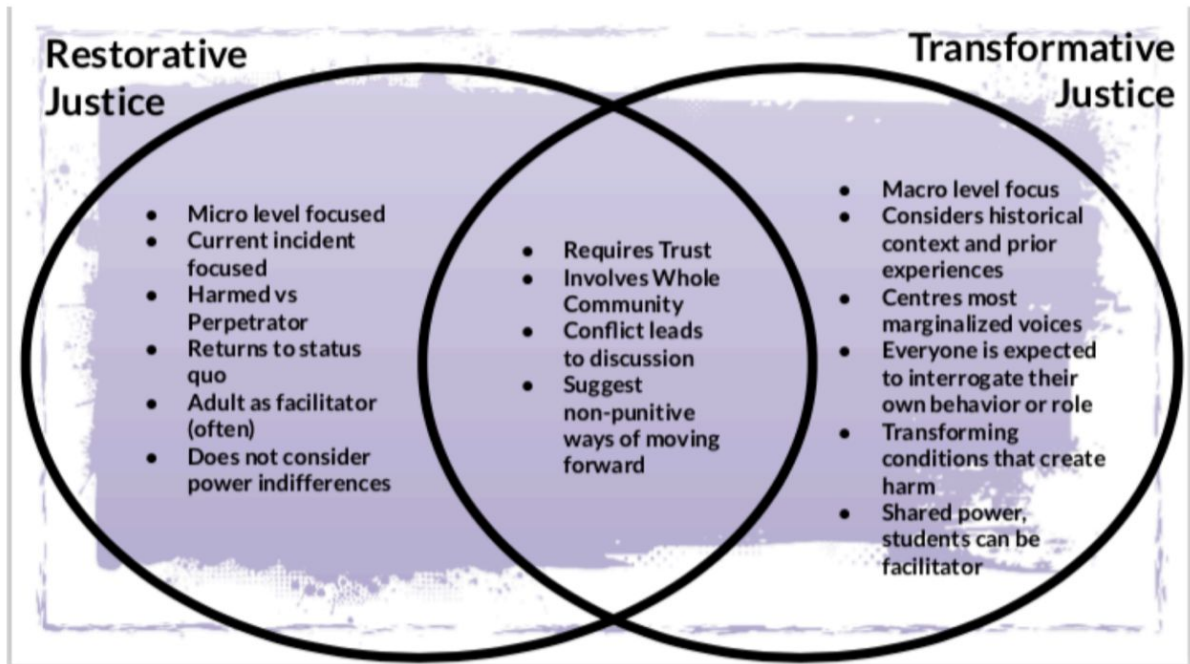 Restorative
Justice
Transformative
Justice
• Micro level focused
• Current incident
focused
• Harmed vs
Perpetrator
• Returns to status
quo
• Adult as facilitator
(often)
• Does not consider
power indifferences
• Requires Trust
• Involves Whole
Community
• Conflict leads
to discussion
• Suggest
non-punitive
ways of moving
forward
• Macro level focus
• Considers historical
context and prior
experiences
• Centres most
marginalized voices
• Everyone is expected
to interrogate their
own behavior or role
• Transforming
conditions that create
harm
• Shared power,
students can be
facilitator